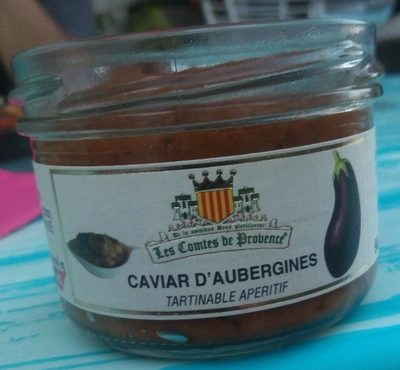 Les Comtes de Provence
CAVIAR D'AUBERGINES
TARTINABLE APERITIF